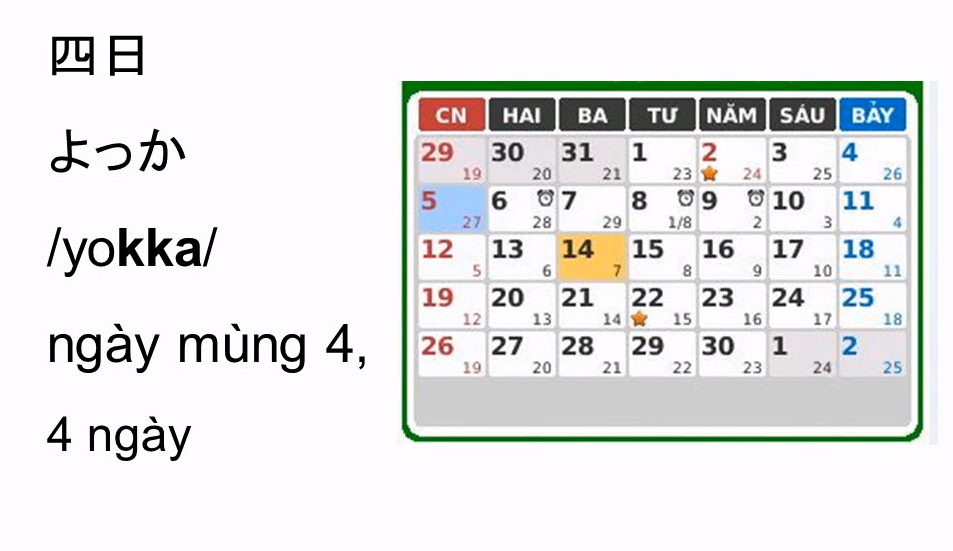 四日
よっか
/yokka/
ngày mùng 4,
4 ngày
CN HAI BA TƯ NĂM SÁU BẢY
29 19 30 20 31 21 1 23 2 24 3 25 4 26
5 27 6 28 7 29 8 1/8 9 2 10 3 11 4
12 5 13 6 14 7 15 8 16 9 17 10 18 11
19 12 20 13 21 14 22 15 23 16 24 17 25 18
26 19 27 20 28 21 29 22 30 23 1 24 2 25